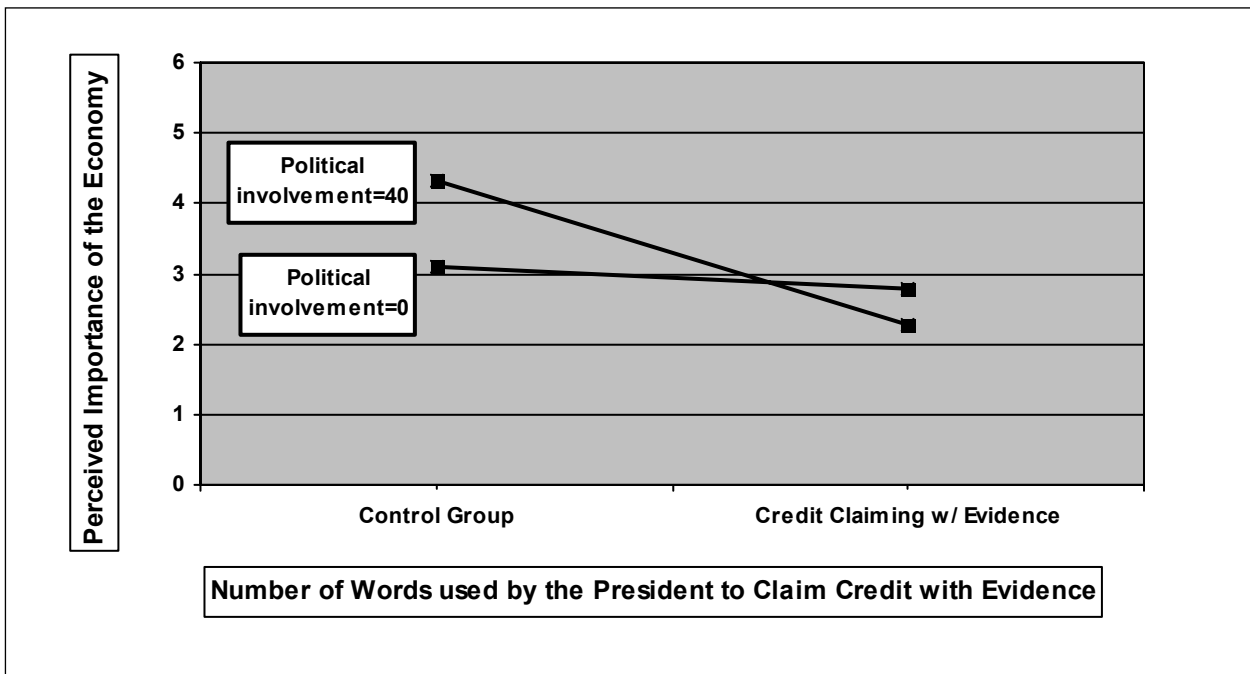 Perceived Importance of the Economy
6
5
4
3
2
1
0
Political
involvement=40
Political
involvement=0
Control Group
Credit Claiming w/ Evidence
Number of Words used by the President to Claim Credit with Evidence